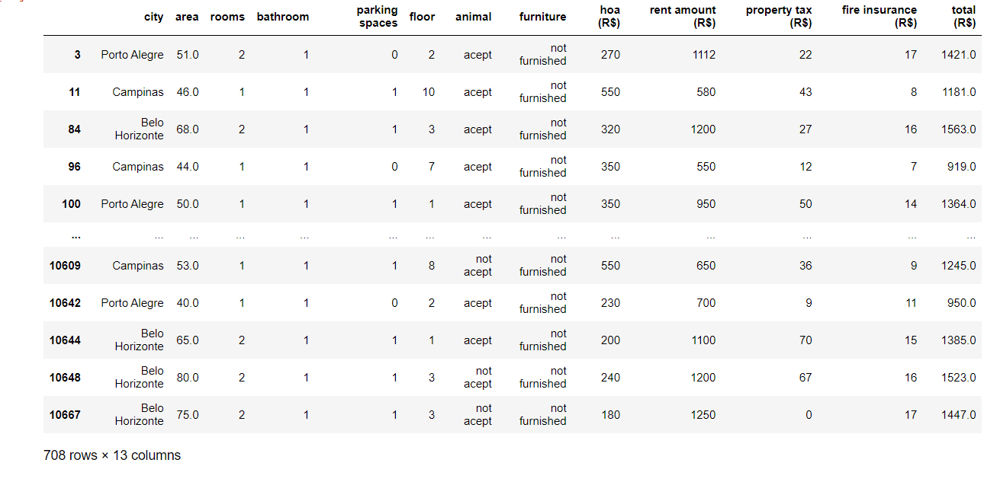 city area rooms bathroom parking spaces floor animal furniture hoa (R$) rent amount (R$) property tax (R$) fire insurance (R$) total (R$)
3 Porto Alegre 51.0 2 1 0 2 acept not furnished 270 1112 22 17 1421.0
11 Campinas 46.0 1 1 1 10 acept not furnished 550 580 43 8 1181.0
84 Belo Horizonte 68.0 2 1 1 3 acept not furnished 320 1200 27 16 1563.0
96 Campinas 44.0 1 1 0 7 acept not furnished 350 550 12 7 919.0
100 Porto Alegre 50.0 1 1 1 1 acept not furnished 350 950 50 14 1364.0
... ... ... ... ... ... ... ... ... ... ... ... ... ...
10609 Campinas 53.0 1 1 1 8 not acept not furnished 550 650 36 9 1245.0
10642 Porto Alegre 40.0 1 1 0 2 acept not furnished 230 700 9 11 950.0
10644 Belo Horizonte 65.0 2 1 1 1 acept not furnished 200 1100 70 15 1385.0
10648 Belo Horizonte 80.0 2 1 1 3 not acept not furnished 240 1200 67 16 1523.0
10667 Belo Horizonte 75.0 2 1 1 3 not acept not furnished 180 1250 0 17 1447.0
708 rows × 13 columns